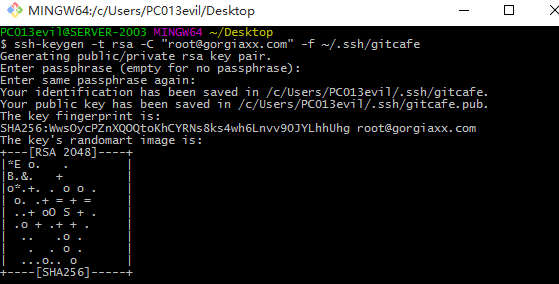 MINGW64:/c/Users/PC013evil/Desktop
PC013evil@SERVER-2003 MINGW64 ~/Desktop
$ ssh-keygen -t rsa -C "root@gorgiaxx.com" -f ~/.ssh/gitcafe
Generating public/private rsa key pair.
Enter passphrase (empty for no passphrase):
Enter same passphrase again:
Your identification has been saved in /c/Users/PC013evil/.ssh/gitcafe.
Your public key has been saved in /c/Users/PC013evil/.ssh/gitcafe.pub.
The key fingerprint is:
SHA256:WwsOycPZnXQOQtoKhCYRNs8ks4wh6Lnvv9OJYLhhUhg root@gorgiaxx.com
The key's randomart image is:
+---[RSA 2048]----+
|*E o.   .        |
|B.&.   +         |
|o*.+. . o o .    |
| o. .+ = + =     |
| ..+ oO S + .    |
| .o + .+ + .     |
|  ..   .o .      |
|   .  . o .      |
|  ...o.. o       |
+----[SHA256]-----+